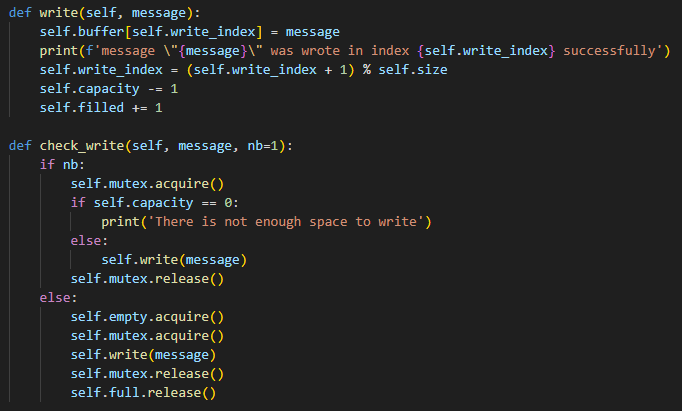 def write(self, message):
    self.buffer[self.write_index] = message
    print(f'message \"{message}\" was wrote in index {self.write_index} successfully')
    self.write_index = (self.write_index + 1) % self.size
    self.capacity -= 1
    self.filled += 1

def check_write(self, message, nb=1):
    if nb:
        self.mutex.acquire()
        if self.capacity == 0:
            print('There is not enough space to write')
        else:
            self.write(message)
        self.mutex.release()
    else:
        self.empty.acquire()
        self.mutex.acquire()
        self.write(message)
        self.mutex.release()
        self.full.release()